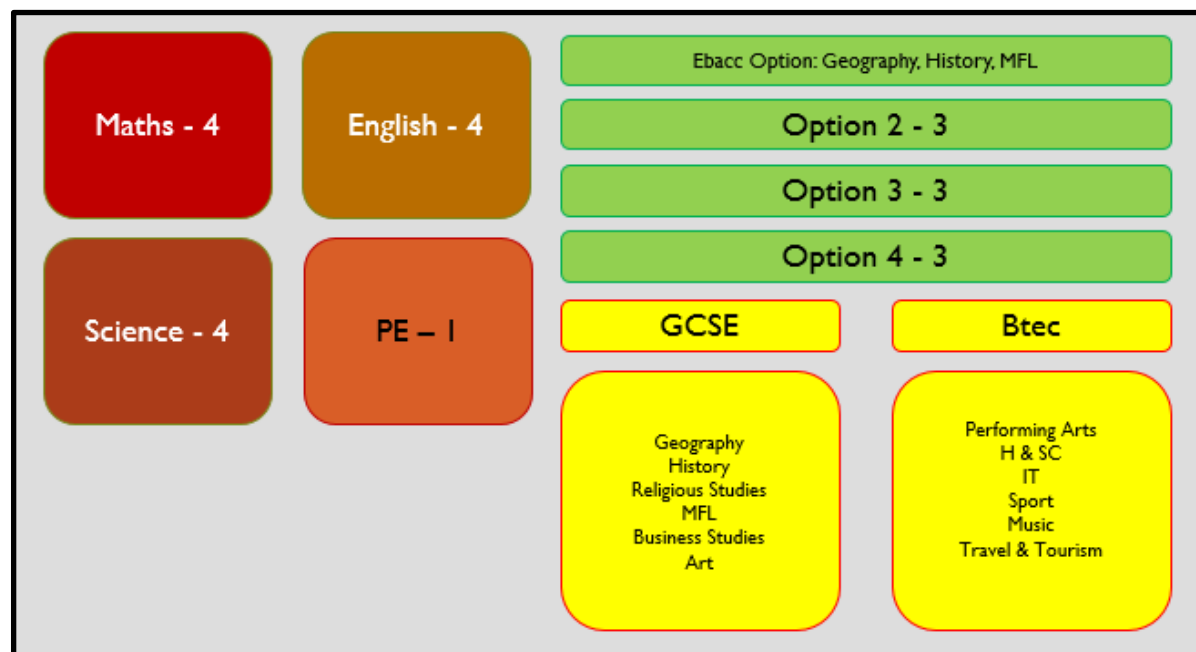 Maths - 4
English - 4
Science - 4
PE – 1
Ebacc Option: Geography, History, MFL
Option 2 - 3
Option 3 - 3
Option 4 - 3
GCSE
Geography
History
Religious Studies
MFL
Business Studies
Art
Btec
Performing Arts
H & SC
IT
Sport
Music
Travel & Tourism